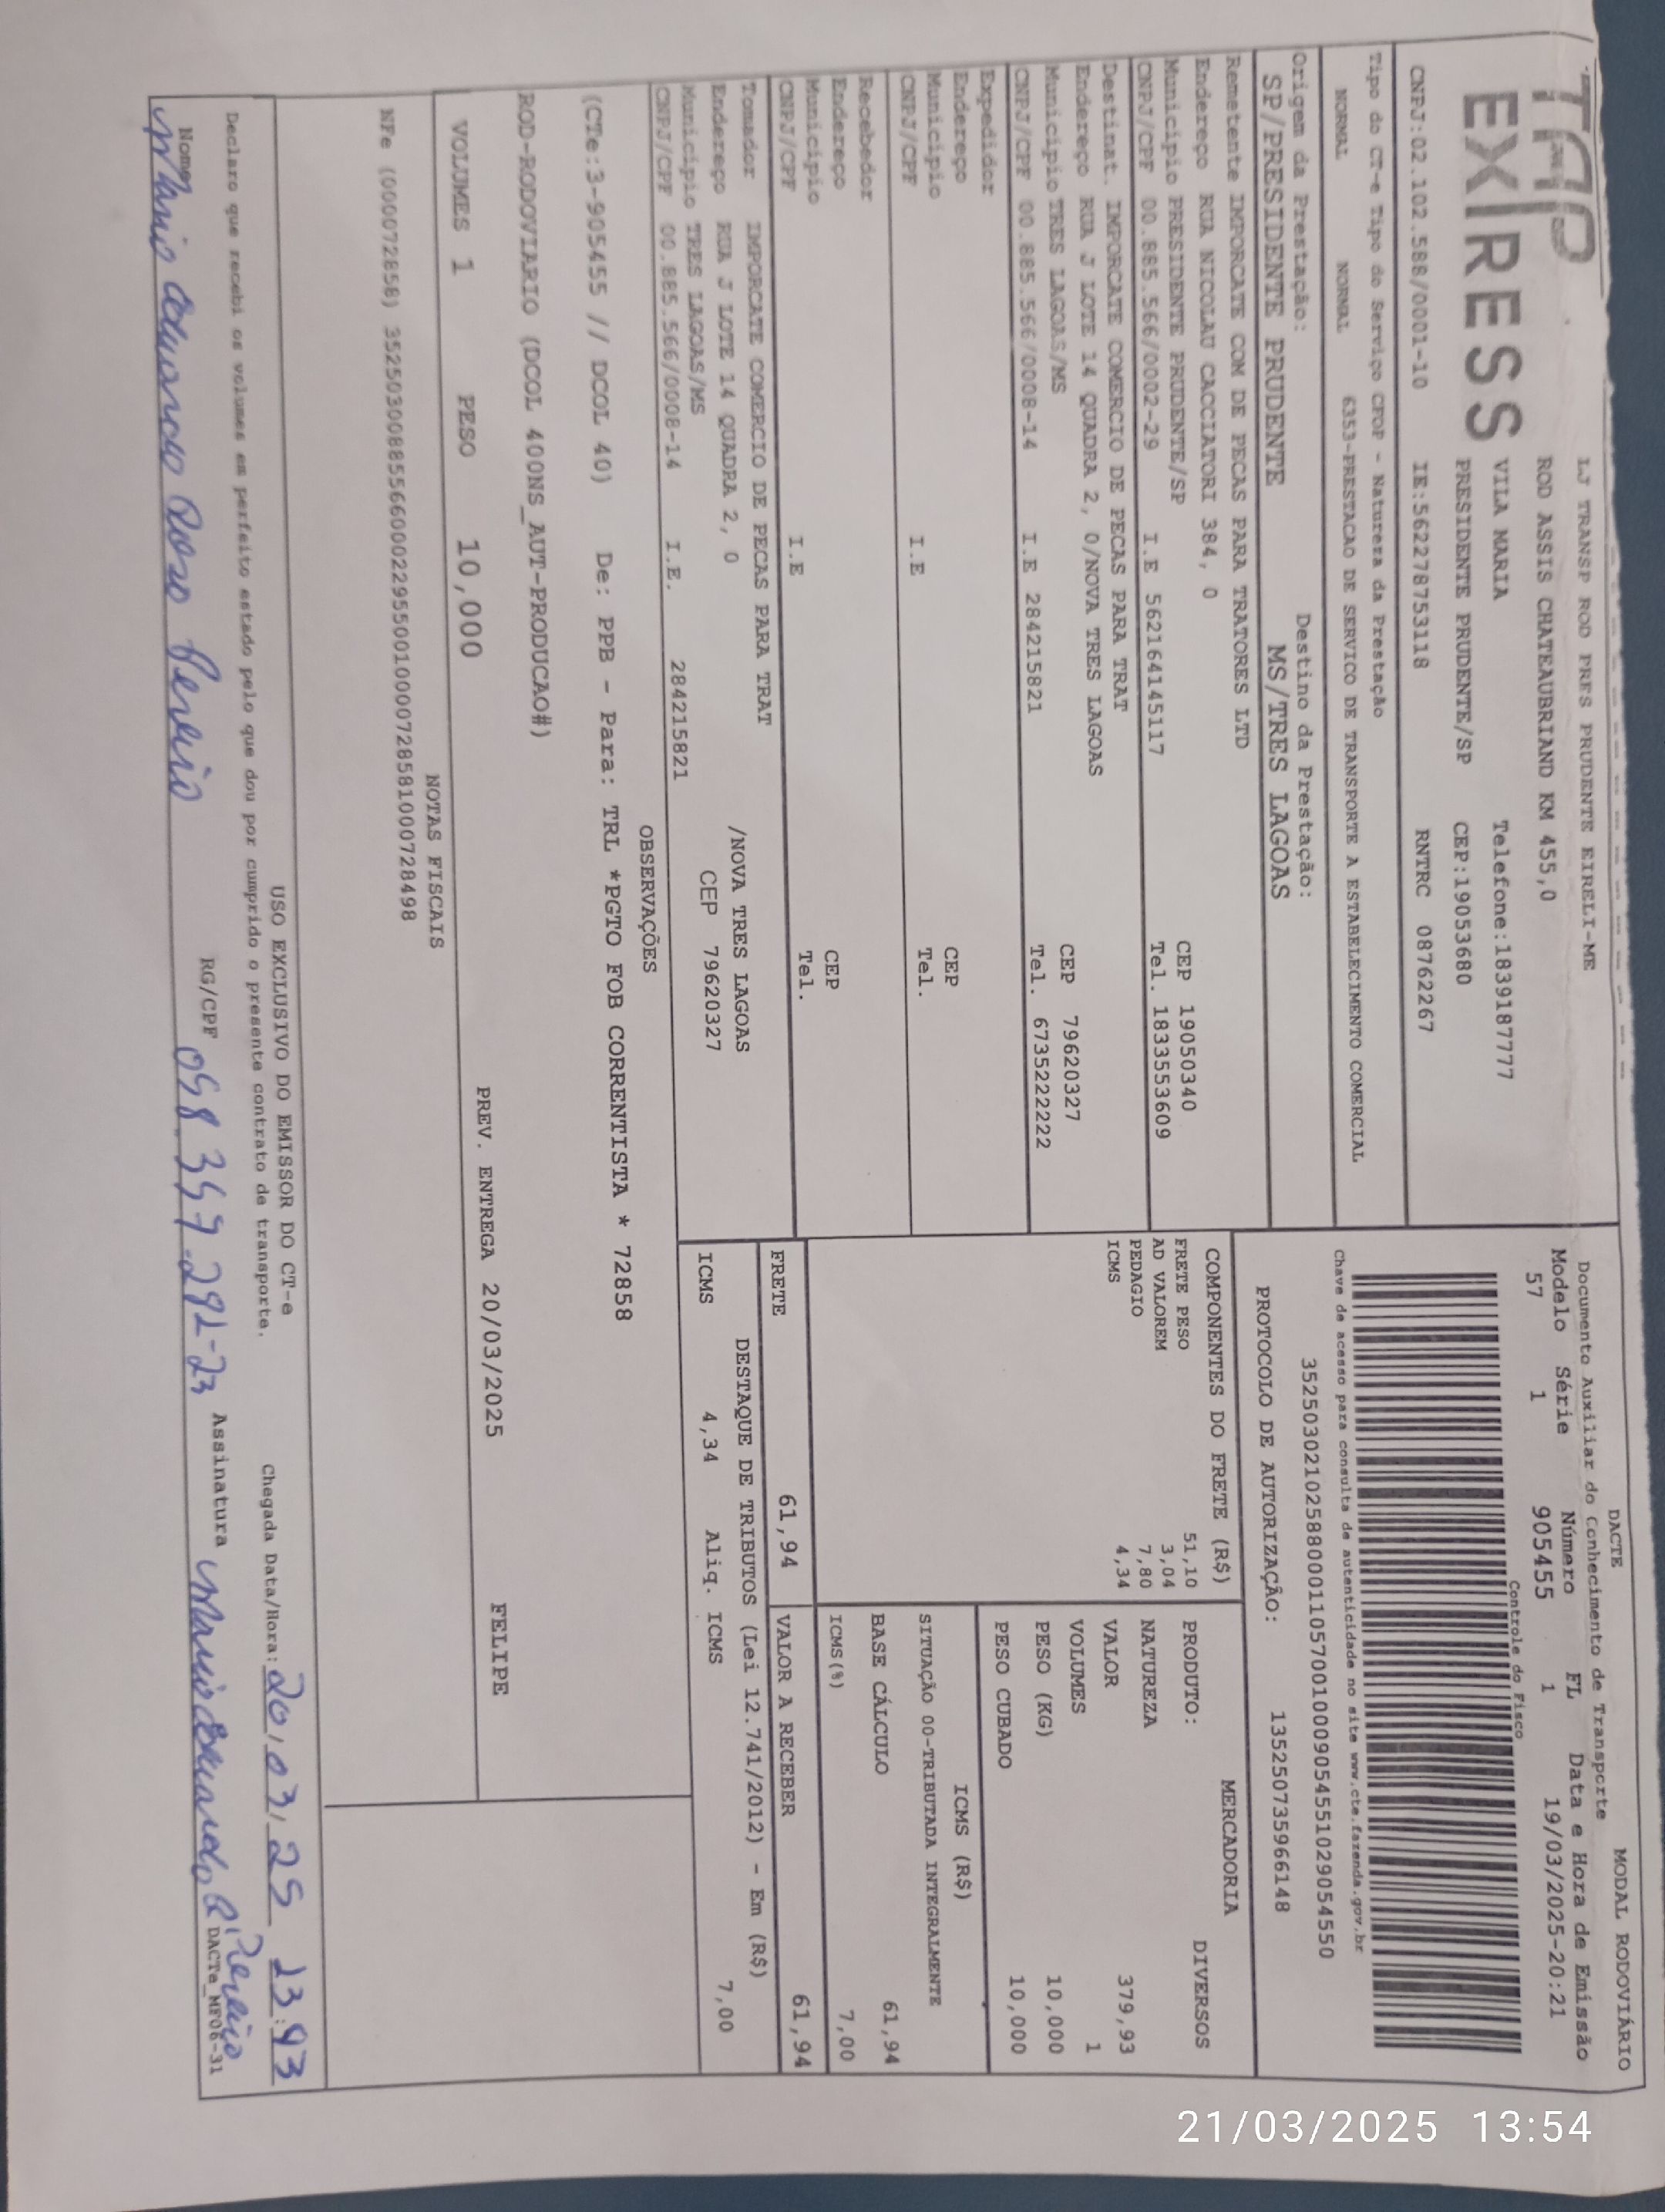 TAP
EXPRESS
LJ TRANSP ROD PRES PRUDENTE EIRELI-ME
ROD ASSIS CHATEAUBRIAND KM 455,0
VILA MARIA Telefone:1839187777
PRESIDENTE PRUDENTE/SP CEP:19053680
CNPJ:02.102.588/0001-10 IE:562278753118 RNTRC 08762267
DACTE MODAL RODOVIÁRIO
Documento Auxiliar do Conhecimento de Transporte
Modelo Série Número FL Data e Hora de Emissão
57 1 905455 1 19/03/2025-20:21
Controle do Fisco
Chave de acesso para consulta de autenticidade no site www.cte.fazenda.gov.br
35250302102588000110570010009054551029054550
PROTOCOLO DE AUTORIZAÇÃO: 135250735966148
Tipo do CT-e Tipo do Serviço CFOP - Natureza da Prestação
NORMAL NORMAL 6353-PRESTACAO DE SERVICO DE TRANSPORTE A ESTABELECIMENTO COMERCIAL
Origem da Prestação: Destino da Prestação:
SP/PRESIDENTE PRUDENTE MS/TRES LAGOAS
Remetente IMPORCATE COM DE PECAS PARA TRATORES LTD
Endereço RUA NICOLAU CACCIATORI 384, 0
Município PRESIDENTE PRUDENTE/SP CEP 19050340
CNPJ/CPF 00.885.566/0002-29 I.E 562164145117 Tel. 1833553609
Destinat. IMPORCATE COMERCIO DE PECAS PARA TRAT
Endereço RUA J LOTE 14 QUADRA 2, 0/NOVA TRES LAGOAS
Município TRES LAGOAS/MS CEP 79620327
CNPJ/CPF 00.885.566/0008-14 I.E 284215821 Tel. 6735222222
Expedidor
Endereço
Município CEP
CNPJ/CPF I.E Tel.
Recebedor
Endereço
Município CEP
CNPJ/CPF I.E Tel.
Tomador IMPORCATE COMERCIO DE PECAS PARA TRAT
Endereço RUA J LOTE 14 QUADRA 2, 0 /NOVA TRES LAGOAS
Município TRES LAGOAS/MS CEP 79620327
CNPJ/CPF 00.885.566/0008-14 I.E. 284215821
COMPONENTES DO FRETE (R$)
FRETE PESO 51,10
AD VALOREM 3,04
PEDAGIO 7,80
ICMS 4,34
MERCADORIA
PRODUTO: DIVERSOS
NATUREZA
VALOR 379,93
VOLUMES 1
PESO (KG) 10,000
PESO CUBADO 10,000
ICMS (R$)
SITUAÇÃO 00-TRIBUTADA INTEGRALMENTE
BASE CÁLCULO 61,94
ICMS(%) 7,00
FRETE 61,94 VALOR A RECEBER 61,94
DESTAQUE DE TRIBUTOS (Lei 12.741/2012) - Em (R$)
ICMS 4,34 Aliq. ICMS 7,00
OBSERVAÇÕES
(CTe:3-905455 // DCOL 40) De: PPB - Para: TRL *PGTO FOB CORRENTISTA * 72858
ROD-RODOVIARIO (DCOL 400NS_AUT-PRODUCAO#)
VOLUMES 1 PESO 10,000 PREV. ENTREGA 20/03/2025 FELIPE
NOTAS FISCAIS
NFe (000072858) 35250300885566000229550010000728581000728498
USO EXCLUSIVO DO EMISSOR DO CT-e
Declaro que recebi os volumes em perfeito estado pelo que dou por cumprido o presente contrato de transporte.
Chegada Data/Hora: 20/03/25 13:43
Nome RG/CPF 058.357.291-23 Assinatura
DACTe_MF06-31
21/03/2025 13:54